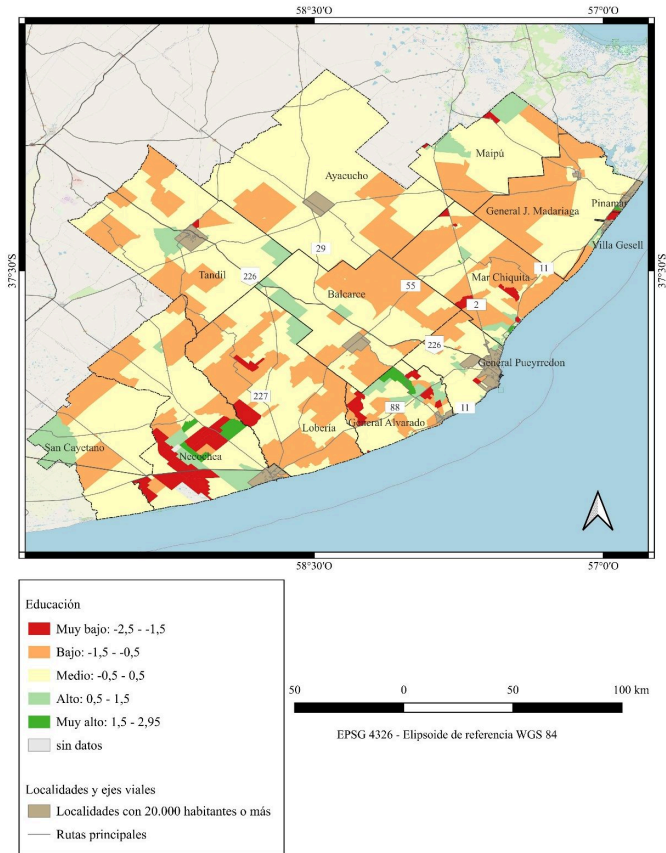 58°30'O 57°0'O
37°30'S 37°30'S
Maipú
Ayacucho
Pinamar
General J. Madariaga
Villa Gesell
29
11
Tandil
Mar Chiquita
226
55
Balcarce
2
226
General Pueyrredon
227
88
11
Lobería
General Alvarado
San Cayetano
Necochea
58°30'O 57°0'O
Educación
Muy bajo: -2,5 - -1,5
Bajo: -1,5 - -0,5
Medio: -0,5 - 0,5
Alto: 0,5 - 1,5
Muy alto: 1,5 - 2,95
sin datos
Localidades y ejes viales
Localidades con 20.000 habitantes o más
Rutas principales
50 0 50 100 km
EPSG 4326 - Elipsoide de referencia WGS 84